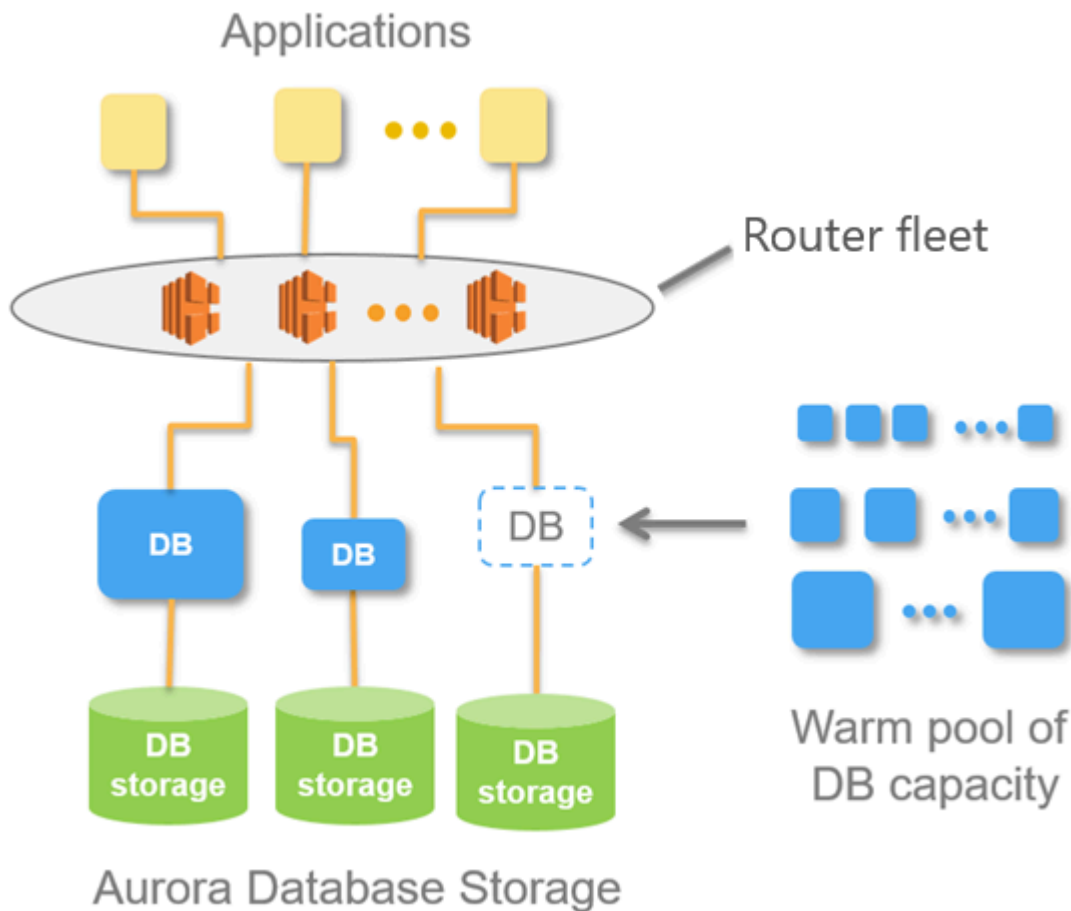 Applications
Router fleet
DB
DB
DB
DB
storage
DB
storage
DB
storage
Warm pool of
DB capacity
Aurora Database Storage